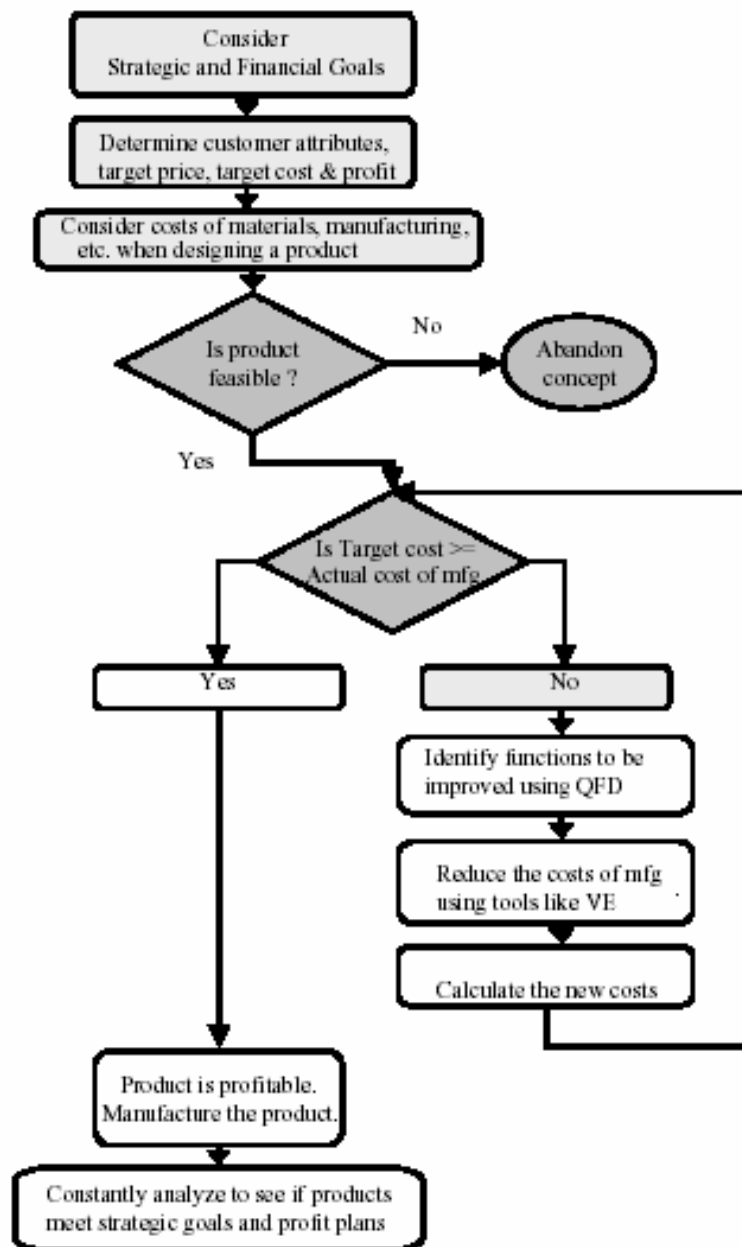 Consider
Strategic and Financial Goals
Determine customer attributes,
target price, target cost & profit
Consider costs of materials, manufacturing,
etc. when designing a product
Is product
feasible ?
No
Abandon
concept
Yes
Is Target cost >=
Actual cost of mfg
Yes
No
Identify functions to be
improved using QFD
Reduce the costs of mfg
using tools like VE .
Calculate the new costs
Product is profitable.
Manufacture the product.
Constantly analyze to see if products
meet strategic goals and profit plans